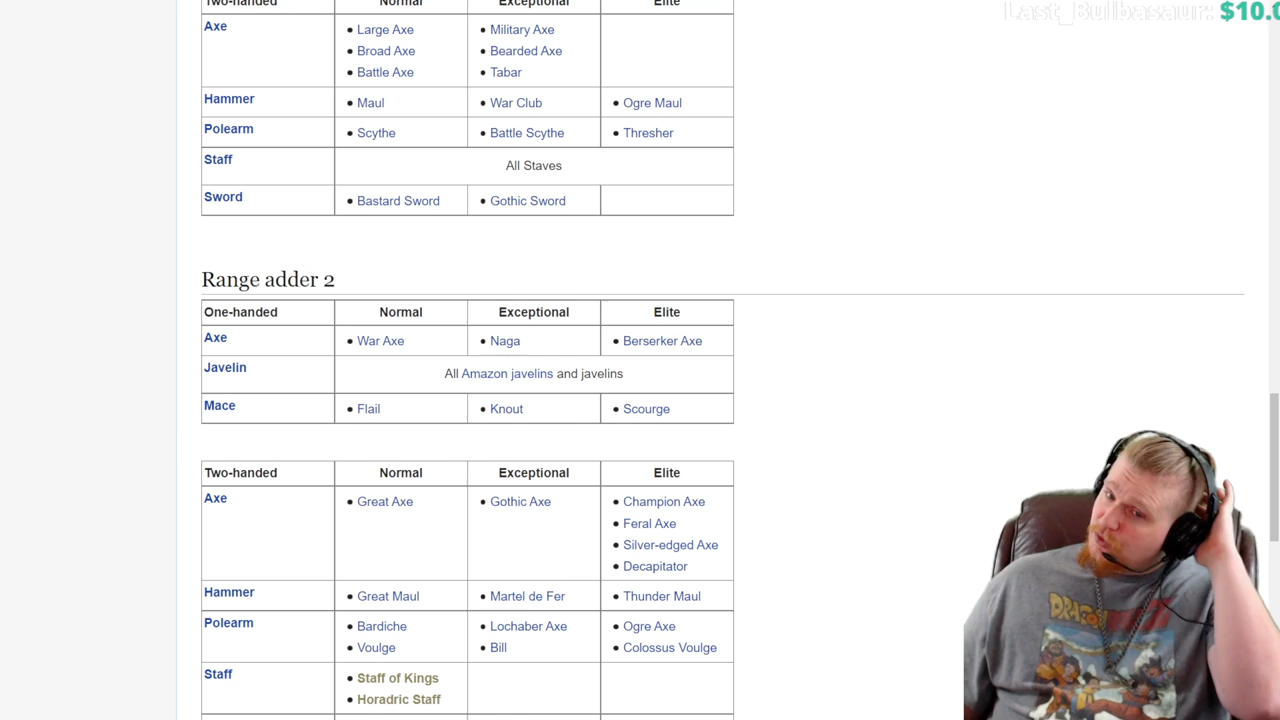 Last_Bulbasaur: $10.0
Two-handed Normal Exceptional Elite
Axe
Large Axe
Broad Axe
Battle Axe
Military Axe
Bearded Axe
Tabar
Hammer
Maul
War Club
Ogre Maul
Polearm
Scythe
Battle Scythe
Thresher
Staff
All Staves
Sword
Bastard Sword
Gothic Sword
Range adder 2
One-handed Normal Exceptional Elite
Axe
War Axe
Naga
Berserker Axe
Javelin
All Amazon javelins and javelins
Mace
Flail
Knout
Scourge
Two-handed Normal Exceptional Elite
Axe
Great Axe
Gothic Axe
Champion Axe
Feral Axe
Silver-edged Axe
Decapitator
Hammer
Great Maul
Martel de Fer
Thunder Maul
Polearm
Bardiche
Voulge
Lochaber Axe
Bill
Ogre Axe
Colossus Voulge
Staff
Staff of Kings
Horadric Staff